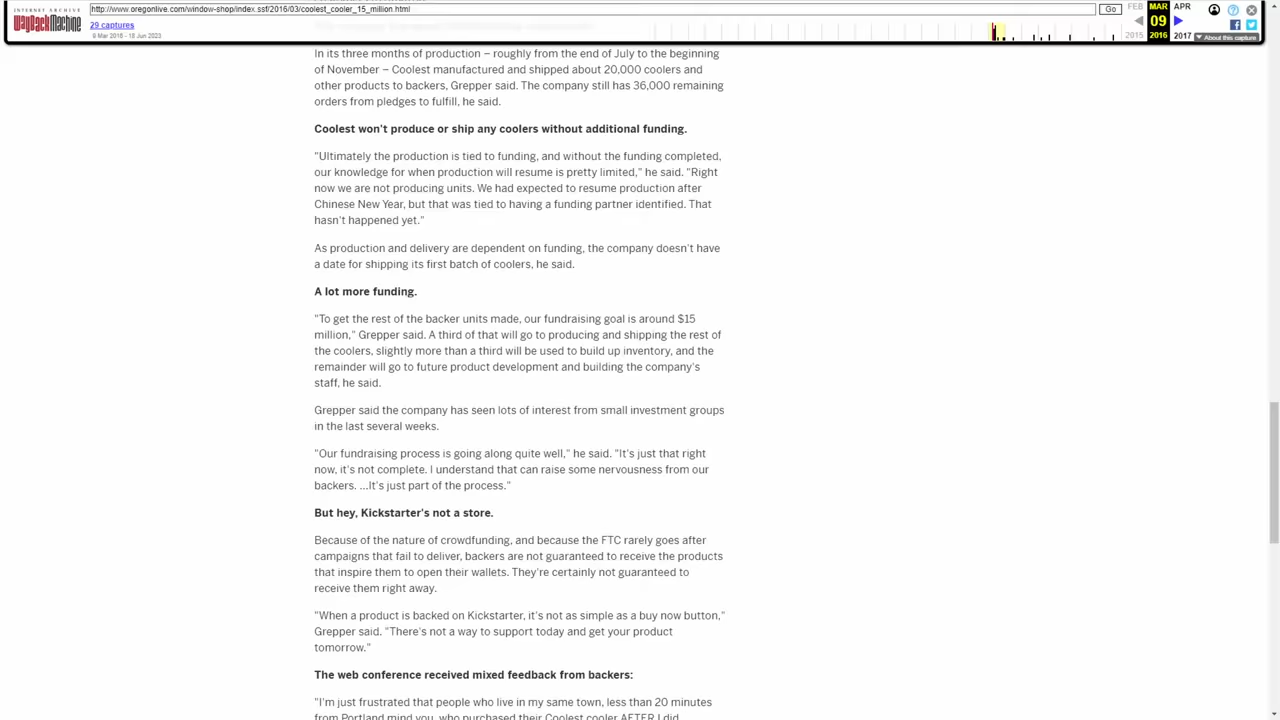 INTERNET ARCHIVE
WayBackMachine
http://www.oregonlive.com/window-shop/index.ssf/2016/03/coolest_cooler_15_million.html
Go
FEB
MAR
APR
29 captures
09
9 Mar 2016 - 18 Jun 2023
2015
2016
2017
About this capture
In its three months of production – roughly from the end of July to the beginning
of November – Coolest manufactured and shipped about 20,000 coolers and
other products to backers, Grepper said. The company still has 36,000 remaining
orders from pledges to fulfill, he said.
Coolest won't produce or ship any coolers without additional funding.
"Ultimately the production is tied to funding, and without the funding completed,
our knowledge for when production will resume is pretty limited," he said. "Right
now we are not producing units. We had expected to resume production after
Chinese New Year, but that was tied to having a funding partner identified. That
hasn't happened yet."
As production and delivery are dependent on funding, the company doesn't have
a date for shipping its first batch of coolers, he said.
A lot more funding.
"To get the rest of the backer units made, our fundraising goal is around $15
million," Grepper said. A third of that will go to producing and shipping the rest of
the coolers, slightly more than a third will be used to build up inventory, and the
remainder will go to future product development and building the company's
staff, he said.
Grepper said the company has seen lots of interest from small investment groups
in the last several weeks.
"Our fundraising process is going along quite well," he said. "It's just that right
now, it's not complete. I understand that can raise some nervousness from our
backers. ...It's just part of the process."
But hey, Kickstarter's not a store.
Because of the nature of crowdfunding, and because the FTC rarely goes after
campaigns that fail to deliver, backers are not guaranteed to receive the products
that inspire them to open their wallets. They're certainly not guaranteed to
receive them right away.
"When a product is backed on Kickstarter, it's not as simple as a buy now button,"
Grepper said. "There's not a way to support today and get your product
tomorrow."
The web conference received mixed feedback from backers:
"I'm just frustrated that people who live in my same town, less than 20 minutes
from Portland mind you, who purchased their Coolest cooler AFTER I did